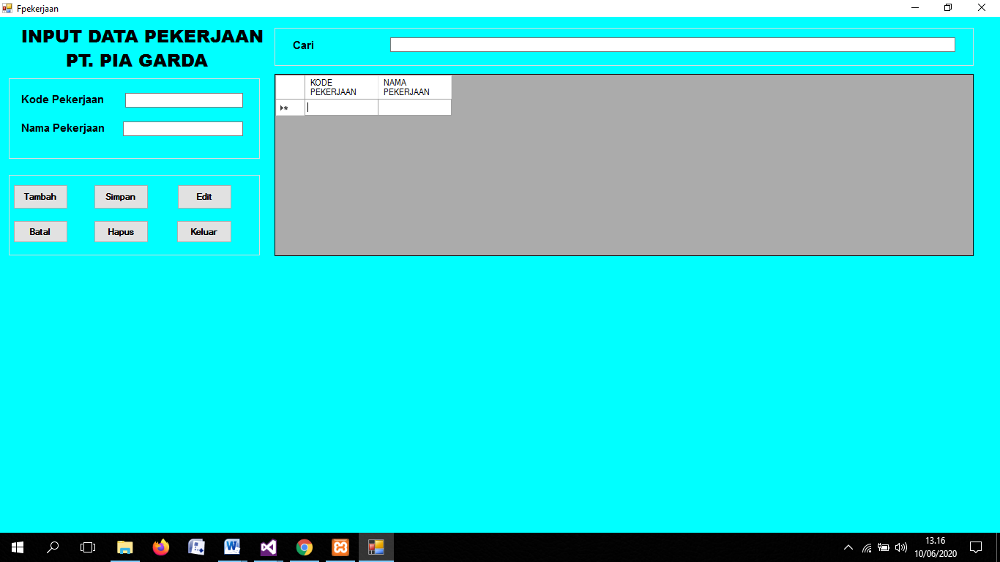 Fpekerjaan
INPUT DATA PEKERJAAN
PT. PIA GARDA
Kode Pekerjaan
Nama Pekerjaan
Tambah
Simpan
Edit
Batal
Hapus
Keluar
Cari
KODE
PEKERJAAN
NAMA
PEKERJAAN
13.16
10/06/2020